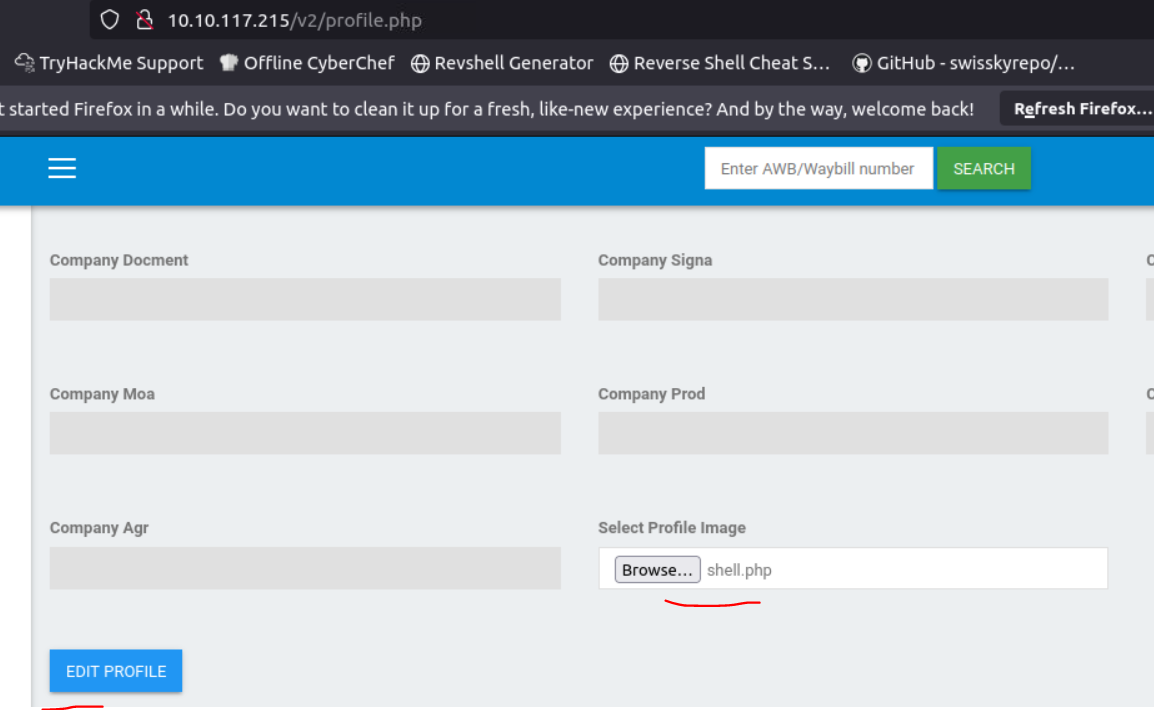 10.10.117.215/v2/profile.php
TryHackMe Support Offline CyberChef Revshell Generator Reverse Shell Cheat S... GitHub - swisskyrepo/...
t started Firefox in a while. Do you want to clean it up for a fresh, like-new experience? And by the way, welcome back! Refresh Firefox...
Enter AWB/Waybill number SEARCH
Company Docment Company Signa C
Company Moa Company Prod C
Company Agr Select Profile Image
Browse... shell.php
EDIT PROFILE